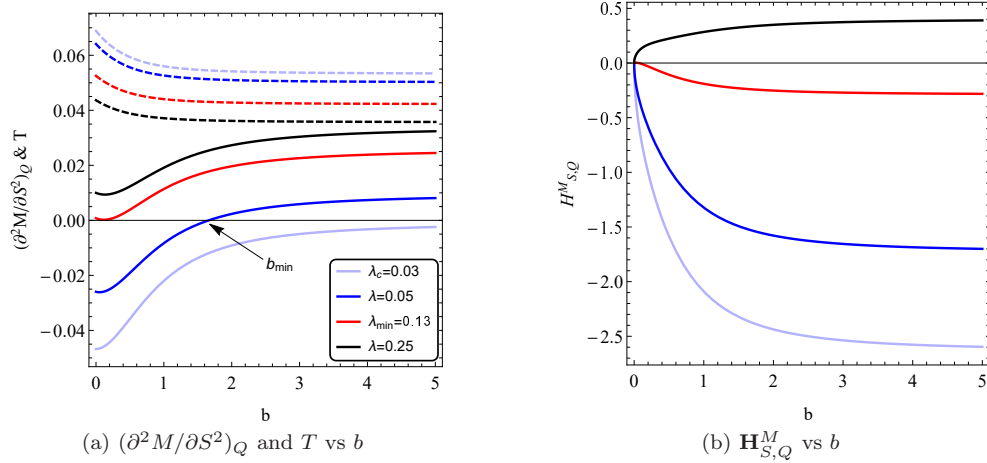 0.06
0.04
0.02
0.00
−0.02
−0.04
(∂²M/∂S²)_Q & T
b_min
λ_c=0.03
λ=0.05
λ_min=0.13
λ=0.25
0 1 2 3 4 5
b
(a) (∂²M/∂S²)_Q and T vs b
0.5
0.0
−0.5
−1.0
−1.5
−2.0
−2.5
H^M_{S,Q}
0 1 2 3 4 5
b
(b) H^M_{S,Q} vs b